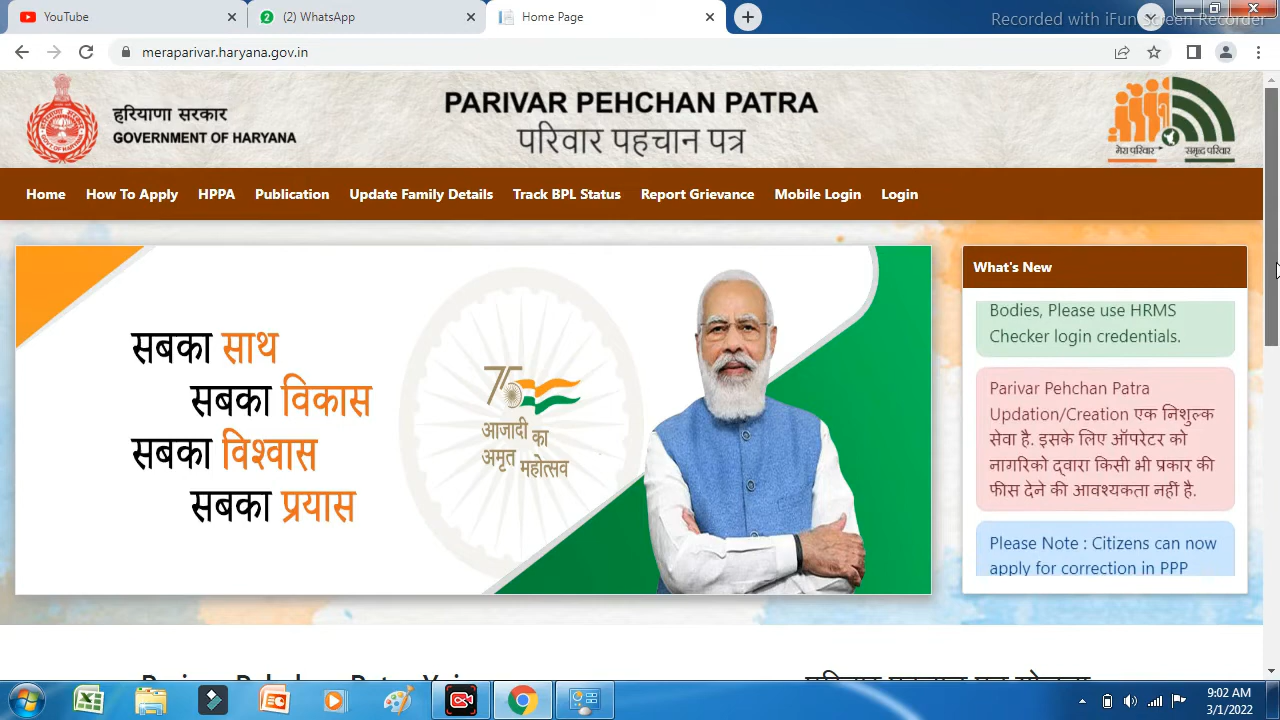 YouTube
(2) WhatsApp
Home Page
Recorded with iFun Screen Recorder
meraparivar.haryana.gov.in
हरियाणा सरकार
GOVERNMENT OF HARYANA
PARIVAR PEHCHAN PATRA
परिवार पहचान पत्र
मेरा परिवार समृद्ध परिवार
Home How To Apply HPPA Publication Update Family Details Track BPL Status Report Grievance Mobile Login Login
सबका साथ
सबका विकास
सबका विश्वास
सबका प्रयास
75
आज़ादी का
अमृत महोत्सव
What's New
Bodies, Please use HRMS
Checker login credentials.
Parivar Pehchan Patra
Updation/Creation एक निशुल्क
सेवा है. इसके लिए ऑपरेटर को
नागरिको द्वारा किसी भी प्रकार की
फीस देने की आवश्यकता नहीं है.
Please Note : Citizens can now
apply for correction in PPP
9:02 AM
3/1/2022